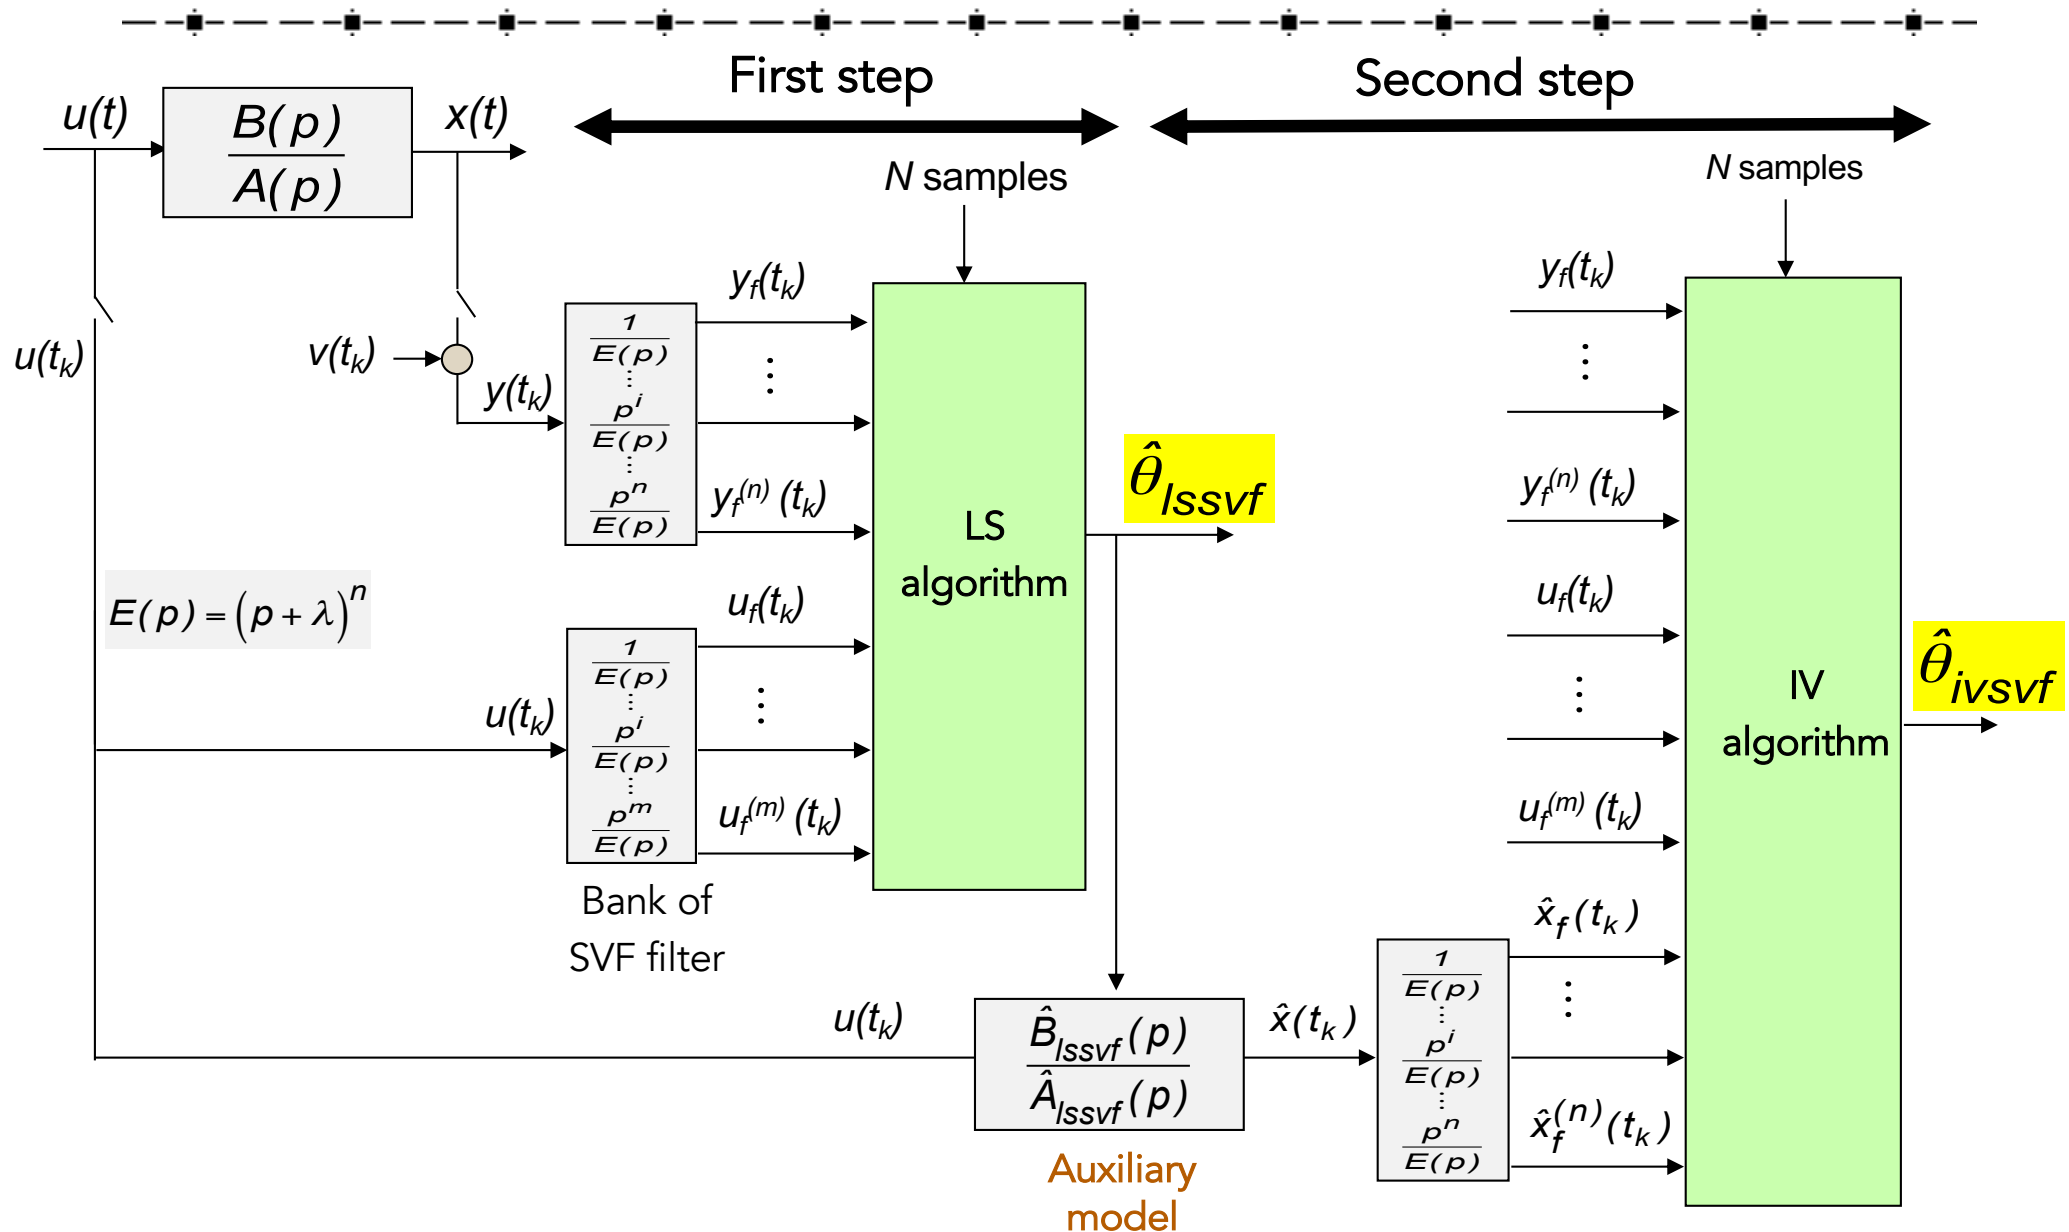 First step
Second step
u(t)
B(p)
A(p)
x(t)
N samples
N samples
u(t_k)
v(t_k)
y(t_k)
1
E(p)
⋮
p^i
E(p)
⋮
p^n
E(p)
y_f(t_k)
⋮
y_f^(n)(t_k)
E(p) = (p + λ)^n
u(t_k)
1
E(p)
⋮
p^i
E(p)
⋮
p^m
E(p)
u_f(t_k)
⋮
u_f^(m)(t_k)
Bank of
SVF filter
LS
algorithm
θ̂_lssvf
u(t_k)
B̂_lssvf(p)
Â_lssvf(p)
Auxiliary
model
x̂(t_k)
1
E(p)
⋮
p^i
E(p)
⋮
p^n
E(p)
y_f(t_k)
⋮
y_f^(n)(t_k)
u_f(t_k)
⋮
u_f^(m)(t_k)
x̂_f(t_k)
⋮
x̂_f^(n)(t_k)
IV
algorithm
θ̂_ivsvf